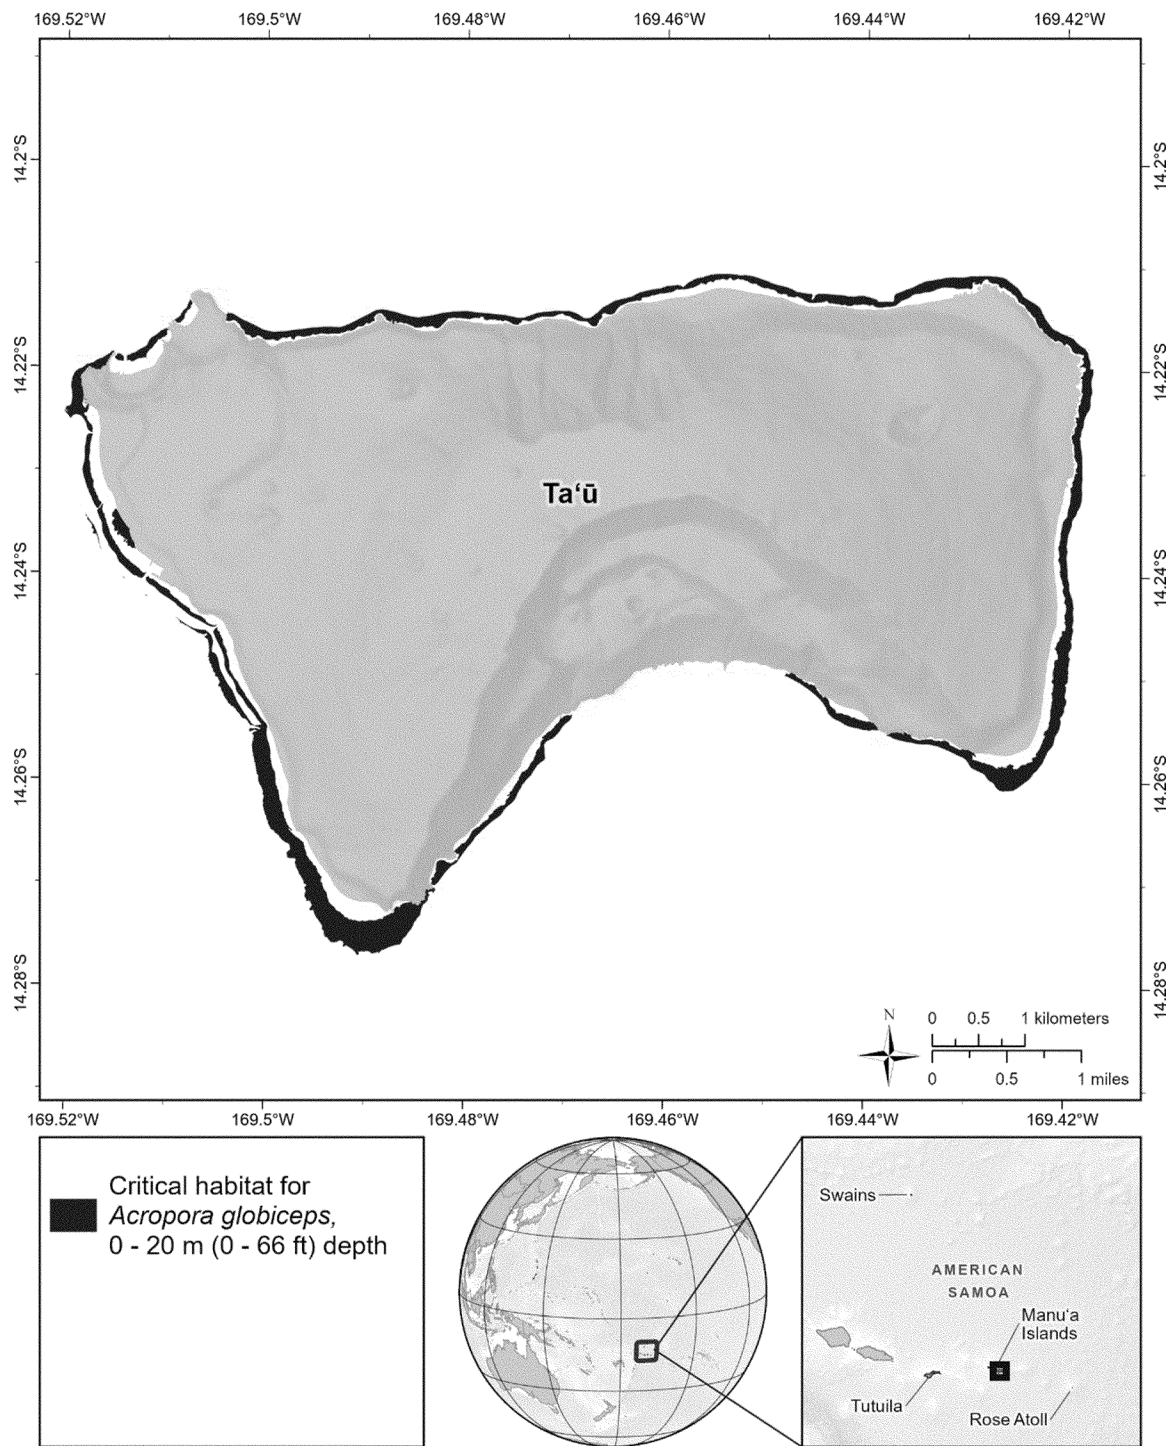 169.52°W 169.5°W 169.48°W 169.46°W 169.44°W 169.42°W
14.2°S 14.2°S
14.22°S 14.22°S
Taʻū
14.24°S 14.24°S
14.26°S 14.26°S
14.28°S 14.28°S
N
0 0.5 1 kilometers
0 0.5 1 miles
169.52°W 169.5°W 169.48°W 169.46°W 169.44°W 169.42°W
Critical habitat for
Acropora globiceps,
0 - 20 m (0 - 66 ft) depth
Swains
AMERICAN
SAMOA
Manuʻa
Islands
Tutuila
Rose Atoll